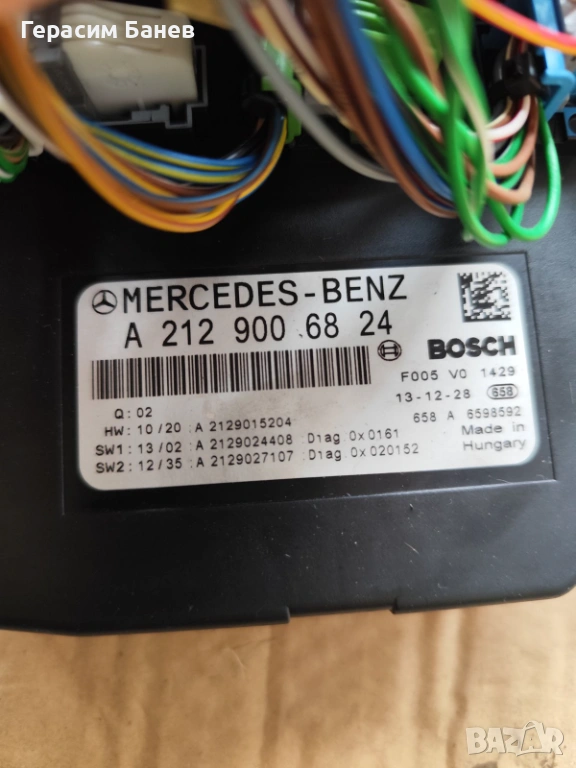 Герасим Банев
MERCEDES-BENZ
A 212 900 68 24
BOSCH
F005 V0 1429
13-12-28 658
Q: 02
HW: 10/20 : A 2129015204
658 A 6598592
SW1: 13/02 : A 2129024408 : Diag 0x0161
Made in
SW2: 12/35 : A 2129027107 : Diag 0x020152
Hungary
BAZAR